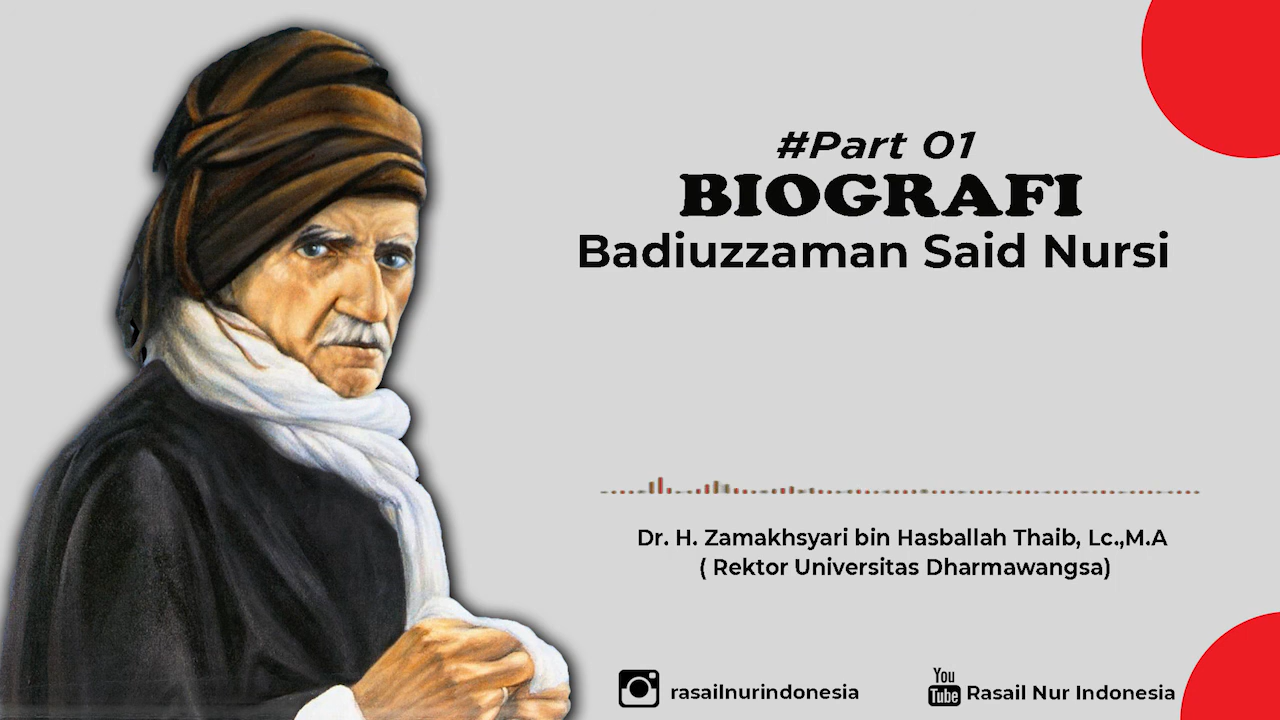 #Part 01
BIOGRAFI
Badiuzzaman Said Nursi
Dr. H. Zamakhsyari bin Hasballah Thaib, Lc.,M.A
( Rektor Universitas Dharmawangsa)
rasailnurindonesia
You
Tube Rasail Nur Indonesia